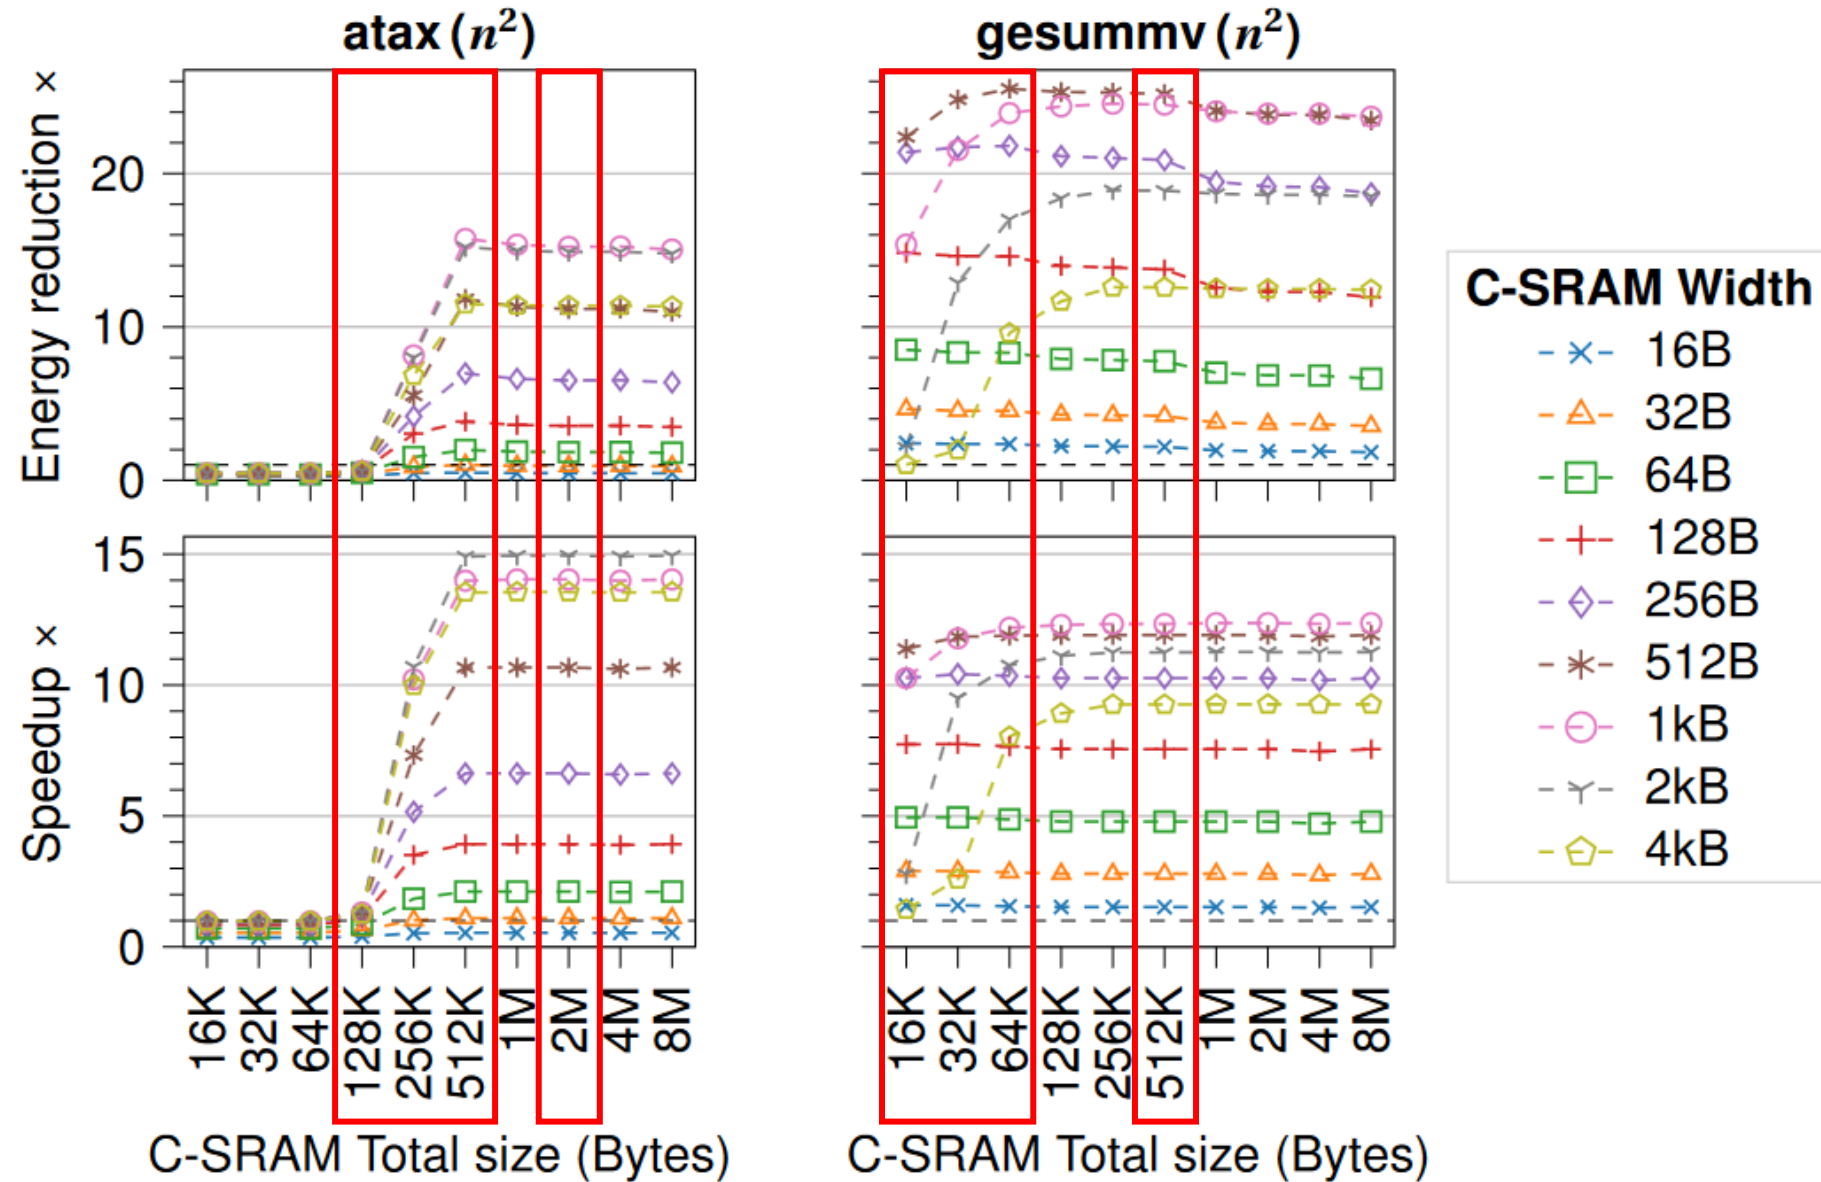 atax (n²)
gesummv (n²)
Energy reduction ×
20
10
0
Speedup ×
15
10
5
0
16K 32K 64K 128K 256K 512K 1M 2M 4M 8M
16K 32K 64K 128K 256K 512K 1M 2M 4M 8M
C-SRAM Total size (Bytes)
C-SRAM Total size (Bytes)
C-SRAM Width
16B
32B
64B
128B
256B
512B
1kB
2kB
4kB